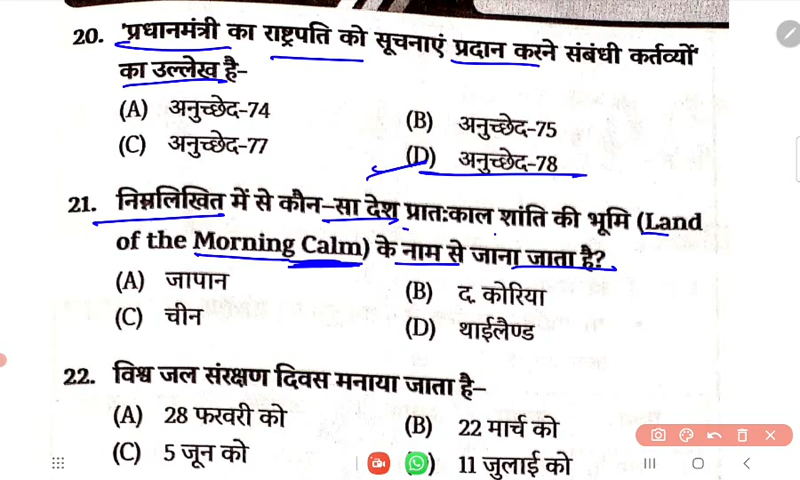 20. 'प्रधानमंत्री का राष्ट्रपति को सूचनाएं प्रदान करने संबंधी कर्तव्यों'
का उल्लेख है-
(A) अनुच्छेद-74
(B) अनुच्छेद-75
(C) अनुच्छेद-77
(D) अनुच्छेद-78
21. निम्नलिखित में से कौन-सा देश प्रातःकाल शांति की भूमि (Land
of the Morning Calm) के नाम से जाना जाता है?
(A) जापान
(B) द. कोरिया
(C) चीन
(D) थाईलैण्ड
22. विश्व जल संरक्षण दिवस मनाया जाता है-
(A) 28 फरवरी को
(B) 22 मार्च को
(C) 5 जून को
) 11 जुलाई को